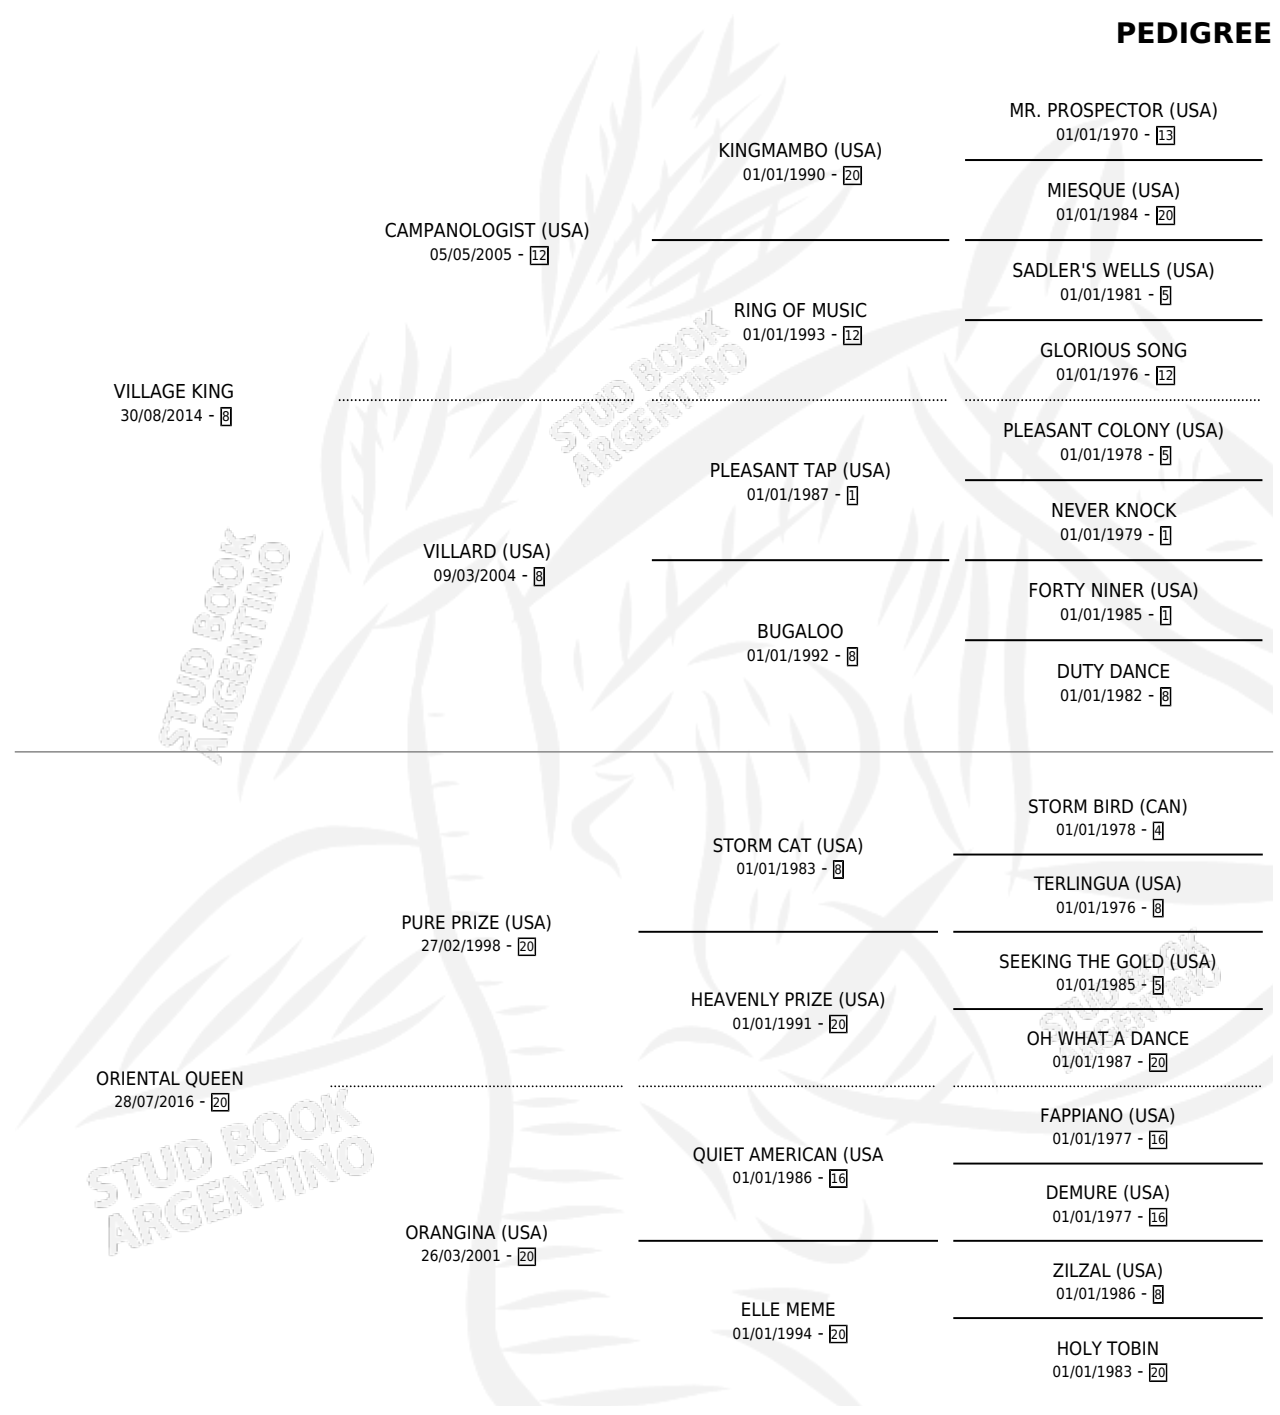 PEDIGREE
MR. PROSPECTOR (USA)
01/01/1970 - 13
KINGMAMBO (USA)
01/01/1990 - 20
MIESQUE (USA)
01/01/1984 - 20
CAMPANOLOGIST (USA)
05/05/2005 - 12
SADLER'S WELLS (USA)
01/01/1981 - 5
RING OF MUSIC
01/01/1993 - 12
GLORIOUS SONG
01/01/1976 - 12
VILLAGE KING
30/08/2014 - 8
PLEASANT COLONY (USA)
01/01/1978 - 5
PLEASANT TAP (USA)
01/01/1987 - 1
NEVER KNOCK
01/01/1979 - 1
VILLARD (USA)
09/03/2004 - 8
FORTY NINER (USA)
01/01/1985 - 1
BUGALOO
01/01/1992 - 8
DUTY DANCE
01/01/1982 - 8
STUD BOOK
ARGENTINO
STUD BOOK
ARGENTINO
STORM BIRD (CAN)
01/01/1978 - 4
STORM CAT (USA)
01/01/1983 - 8
TERLINGUA (USA)
01/01/1976 - 8
PURE PRIZE (USA)
27/02/1998 - 20
SEEKING THE GOLD (USA)
01/01/1985 - 5
HEAVENLY PRIZE (USA)
01/01/1991 - 20
OH WHAT A DANCE
01/01/1987 - 20
ORIENTAL QUEEN
28/07/2016 - 20
FAPPIANO (USA)
01/01/1977 - 16
QUIET AMERICAN (USA
01/01/1986 - 16
DEMURE (USA)
01/01/1977 - 16
ORANGINA (USA)
26/03/2001 - 20
ZILZAL (USA)
01/01/1986 - 8
ELLE MEME
01/01/1994 - 20
HOLY TOBIN
01/01/1983 - 20
STUD BOOK
ARGENTINO
STUD BOOK
ARGENTINO